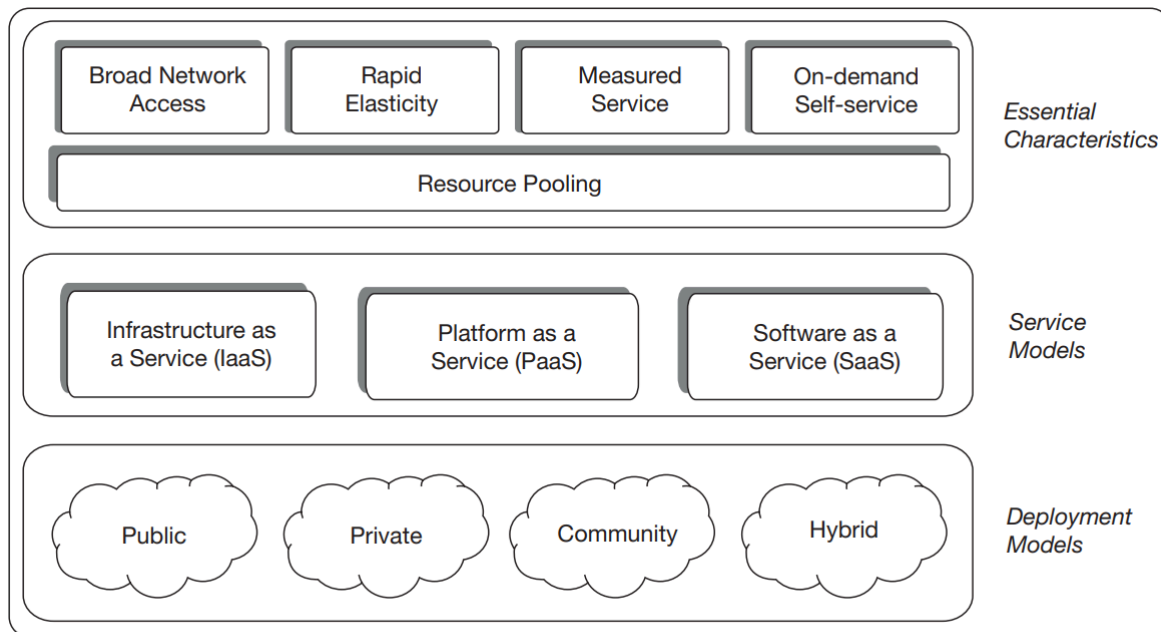 Broad Network
Access
Rapid
Elasticity
Measured
Service
On-demand
Self-service
Essential
Characteristics
Resource Pooling
Infrastructure as
a Service (IaaS)
Platform as a
Service (PaaS)
Software as a
Service (SaaS)
Service
Models
Public
Private
Community
Hybrid
Deployment
Models